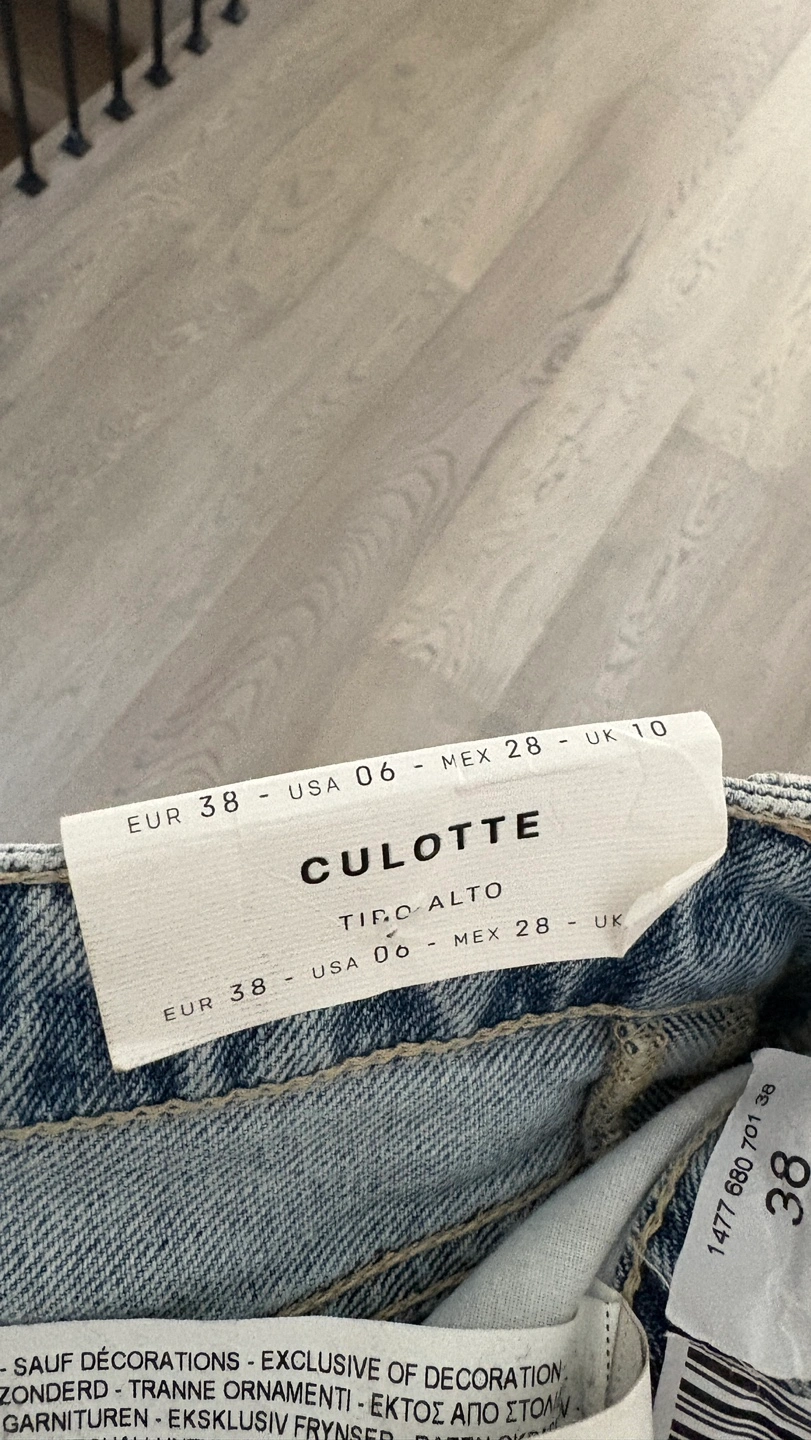 EUR 38 - USA 06 - MEX 28 - UK 10
CULOTTE
TIRO ALTO
EUR 38 - USA 06 - MEX 28 - UK
1477 680 701 38
38
- SAUF DÉCORATIONS - EXCLUSIVE OF DECORATION
ZONDERD - TRANNE ORNAMENTI - ΕΚΤΟΣ ΑΠΟ
GARNITUREN - EKSKLUSIV FRYNSER